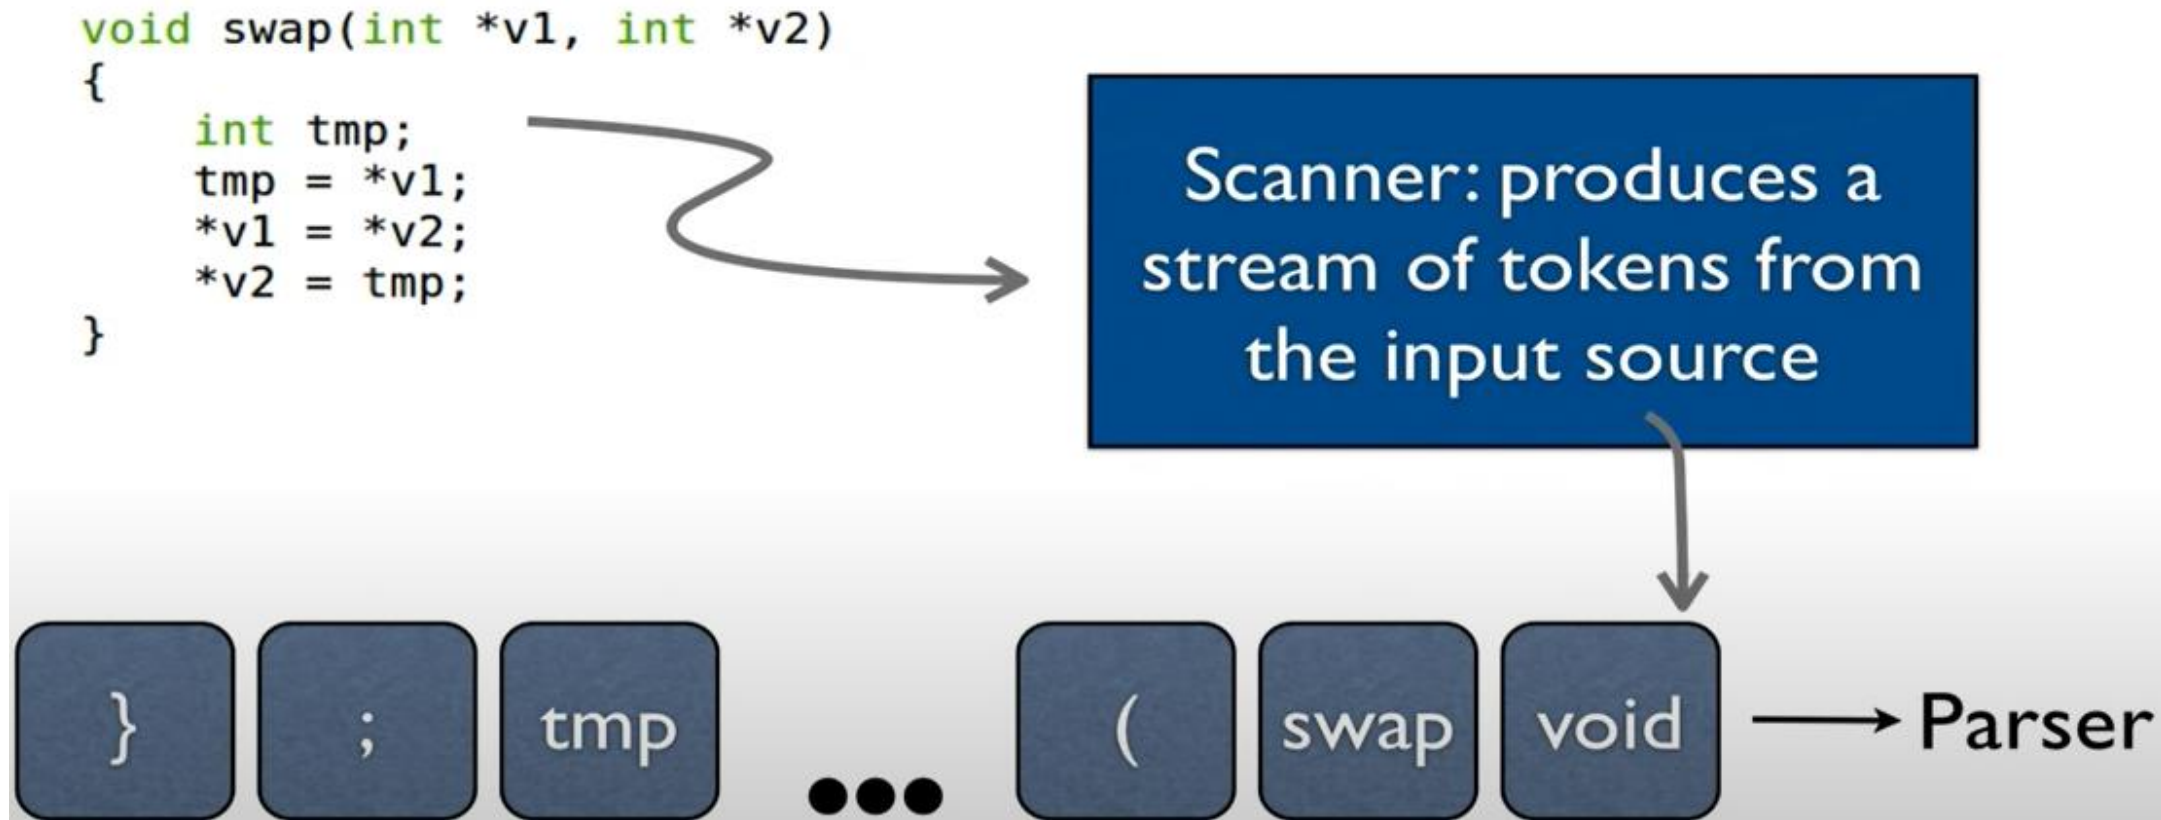 void swap(int *v1, int *v2)
{
    int tmp;
    tmp = *v1;
    *v1 = *v2;
    *v2 = tmp;
}
Scanner: produces a
stream of tokens from
the input source
} ; tmp ••• ( swap void Parser